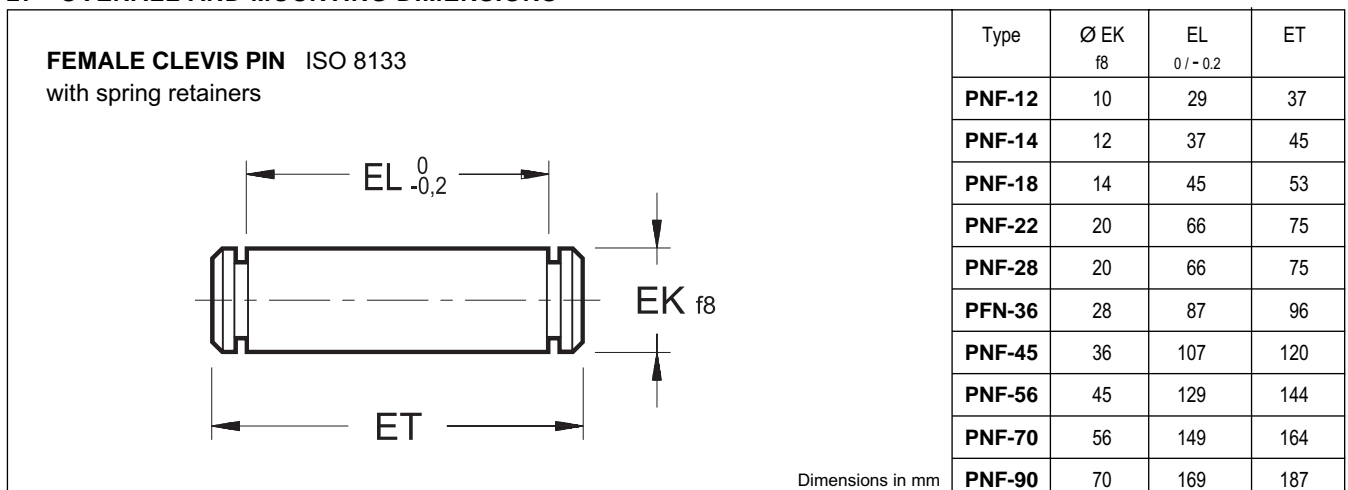 FEMALE CLEVIS PIN ISO 8133
with spring retainers
EL 0 -0,2
EK f8
ET
Dimensions in mm
Type Ø EK f8 EL 0 / - 0.2 ET
PNF-12 10 29 37
PNF-14 12 37 45
PNF-18 14 45 53
PNF-22 20 66 75
PNF-28 20 66 75
PFN-36 28 87 96
PNF-45 36 107 120
PNF-56 45 129 144
PNF-70 56 149 164
PNF-90 70 169 187